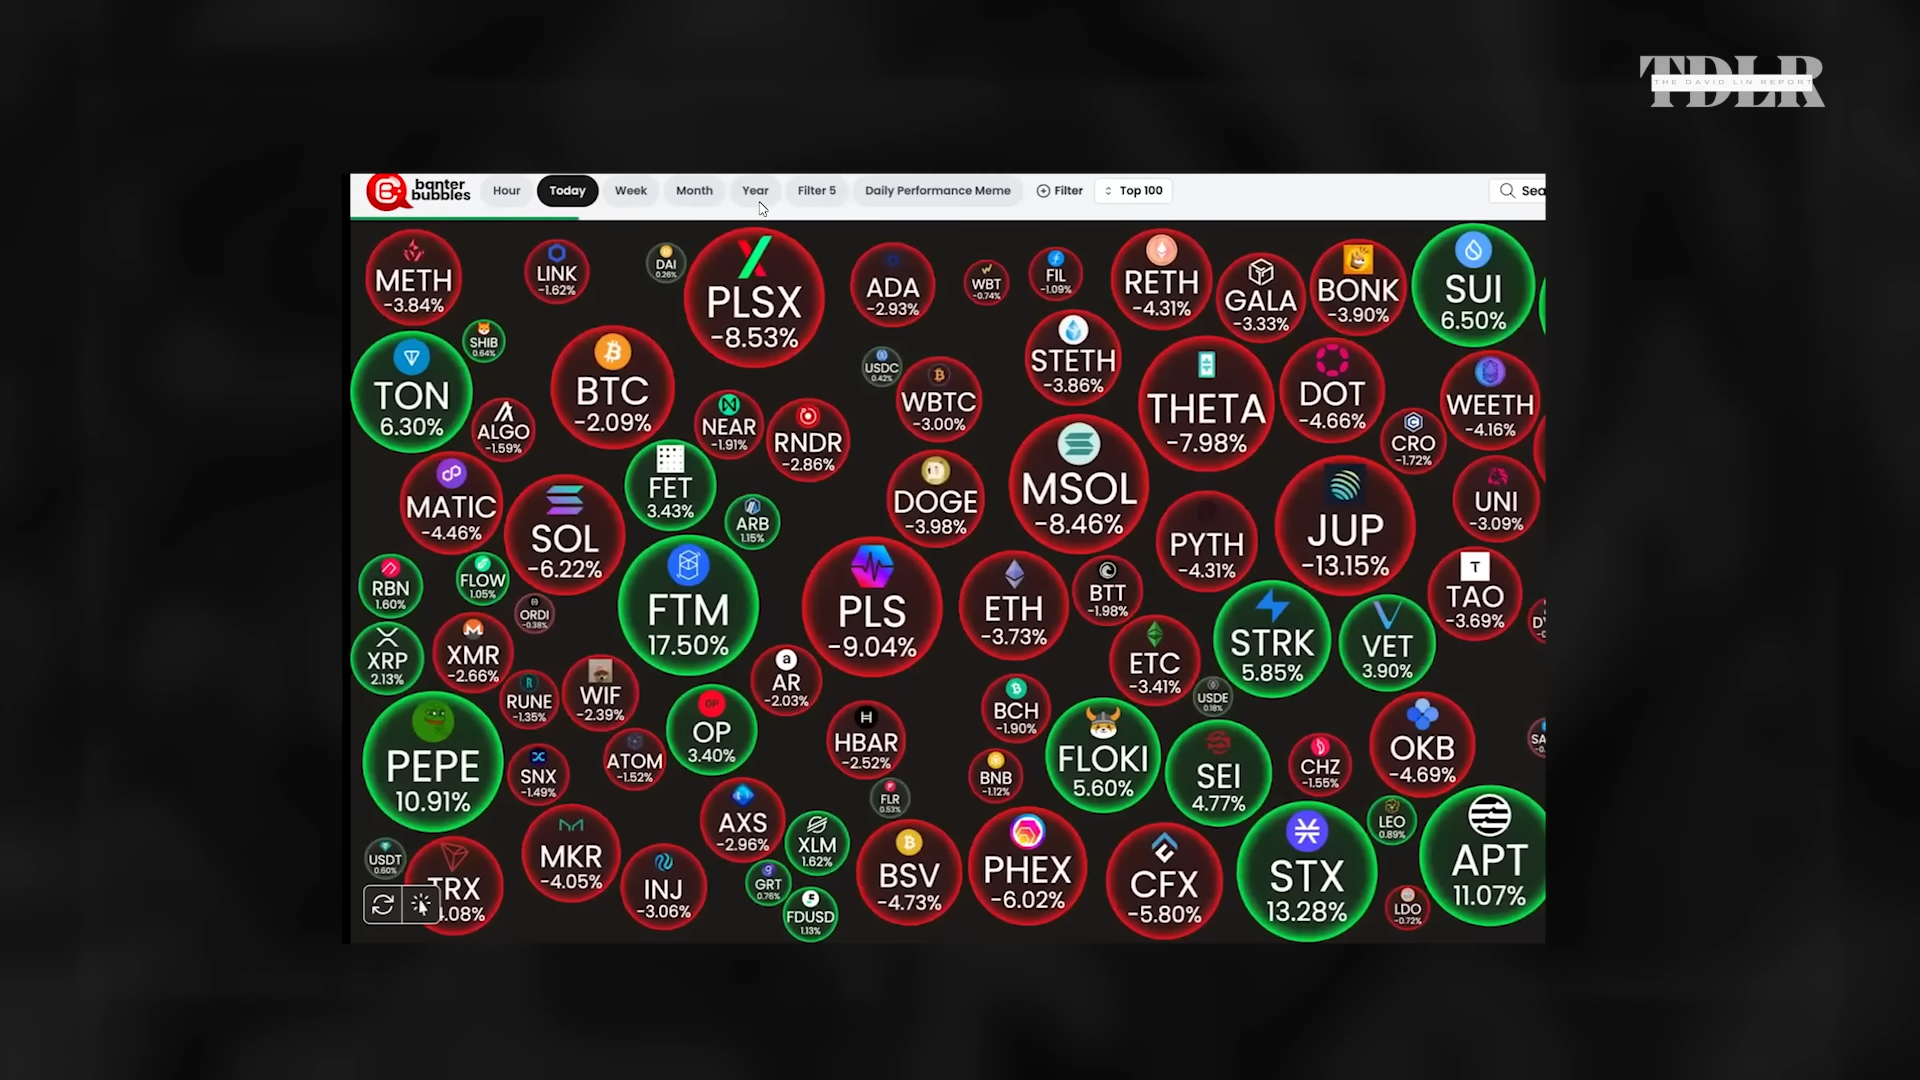 TDLR
THE DAVID LIN REPORT
banter
bubbles
Hour
Today
Week
Month
Year
Filter 5
Daily Performance Meme
Filter
Top 100
Sea
METH
-3.84%
LINK
-1.62%
DAI
0.26%
PLSX
-8.53%
ADA
-2.93%
WBT
-0.74%
FIL
-1.09%
RETH
-4.31%
GALA
-3.33%
BONK
-3.90%
SUI
6.50%
TON
6.30%
SHIB
0.64%
BTC
-2.09%
USDC
0.42%
WBTC
-3.00%
STETH
-3.86%
THETA
-7.98%
DOT
-4.66%
WEETH
-4.16%
ALGO
-1.59%
NEAR
-1.91%
RNDR
-2.86%
CRO
-1.72%
MATIC
-4.46%
SOL
-6.22%
FET
3.43%
ARB
1.15%
DOGE
-3.98%
MSOL
-8.46%
PYTH
-4.31%
JUP
-13.15%
UNI
-3.09%
RBN
1.60%
FLOW
1.05%
ORDI
-0.38%
FTM
17.50%
PLS
-9.04%
ETH
-3.73%
BTT
-1.98%
TAO
-3.69%
XRP
2.13%
XMR
-2.66%
RUNE
-1.35%
WIF
-2.39%
AR
-2.03%
ETC
-3.41%
STRK
5.85%
VET
3.90%
USDE
0.18%
PEPE
10.91%
SNX
-1.49%
ATOM
-1.52%
OP
3.40%
HBAR
-2.52%
BCH
-1.90%
BNB
-1.12%
FLOKI
5.60%
SEI
4.77%
CHZ
-1.55%
OKB
-4.69%
SA
FLR
0.53%
USDT
0.60%
TRX
.08%
MKR
-4.05%
INJ
-3.06%
AXS
-2.96%
GRT
0.76%
XLM
1.62%
FDUSD
1.13%
BSV
-4.73%
PHEX
-6.02%
CFX
-5.80%
STX
13.28%
LEO
0.89%
LDO
-0.72%
APT
11.07%